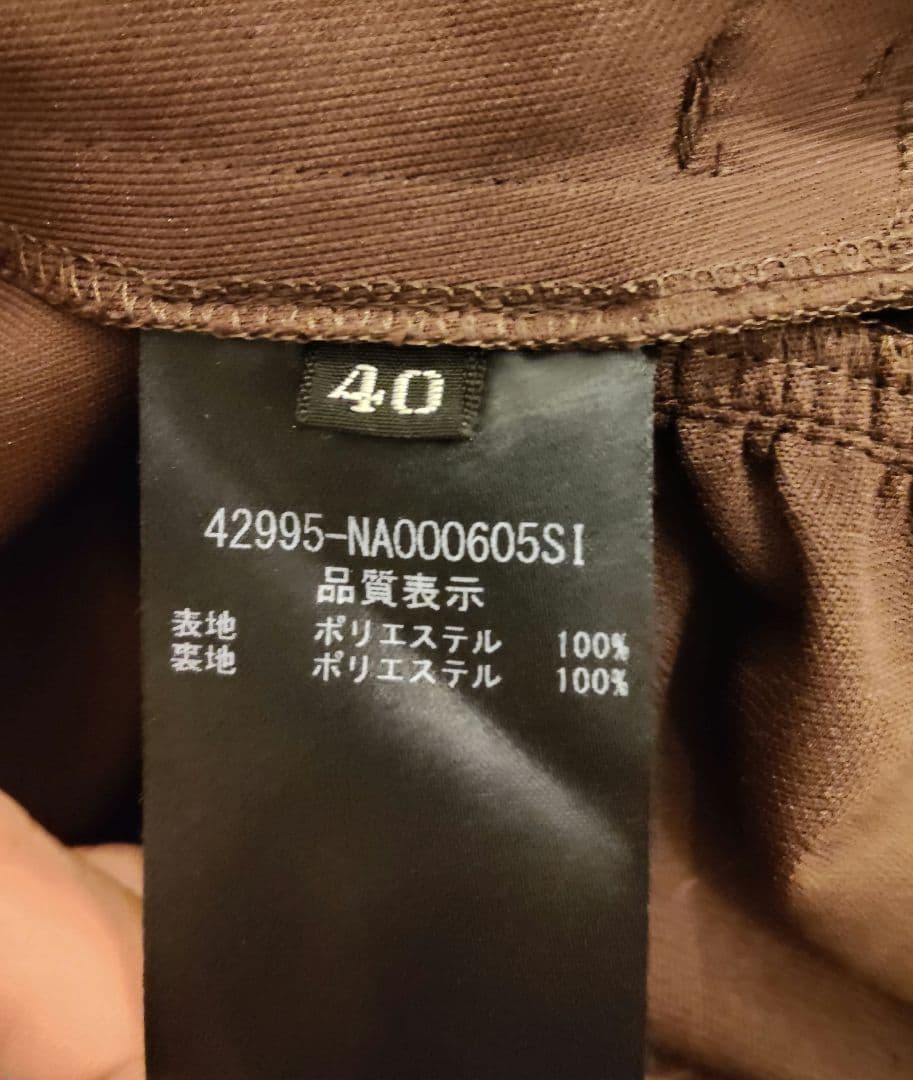 40
42995-NA000605SI
品質表示
表地 ポリエステル 100%
裏地 ポリエステル 100%